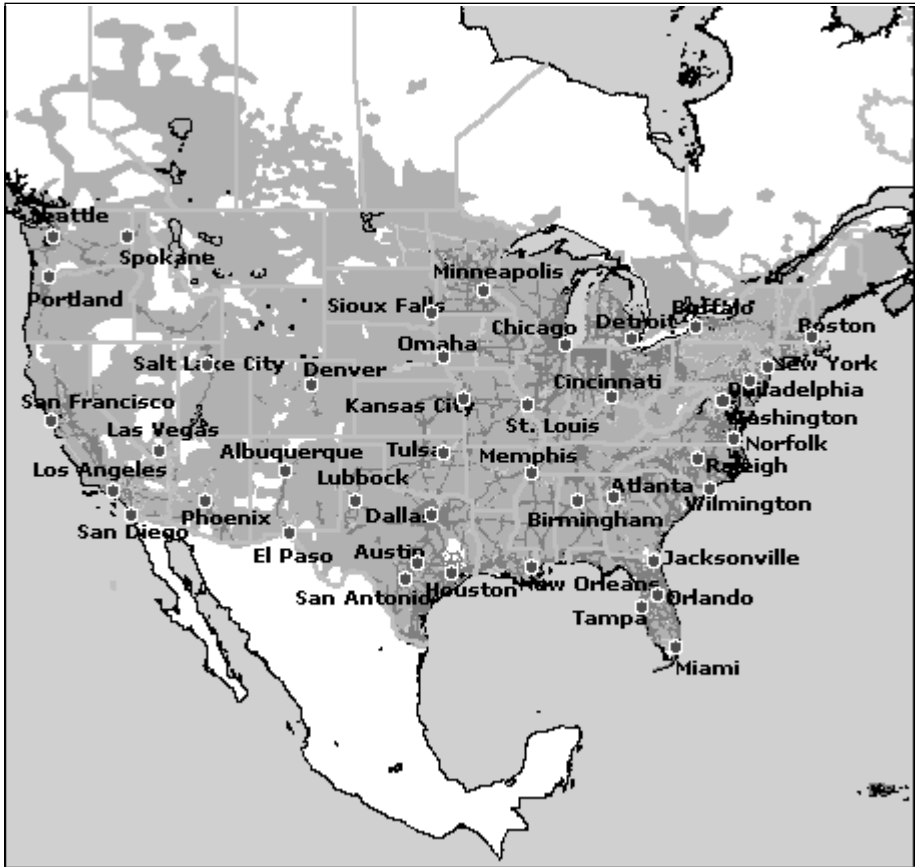 Seattle
Spokane
Minneapolis
Portland
Sioux Falls
Buffalo
Chicago
Detroit
Boston
Omaha
Salt Lake City
Denver
New York
Cincinnati
Philadelphia
San Francisco
Kansas City
Washington
Las Vegas
St. Louis
Norfolk
Albuquerque
Tulsa
Memphis
Los Angeles
Raleigh
Lubbock
Atlanta
Wilmington
San Diego
Phoenix
Dallas
Birmingham
El Paso
Austin
Jacksonville
San Antonio
Houston
New Orleans
Orlando
Tampa
Miami